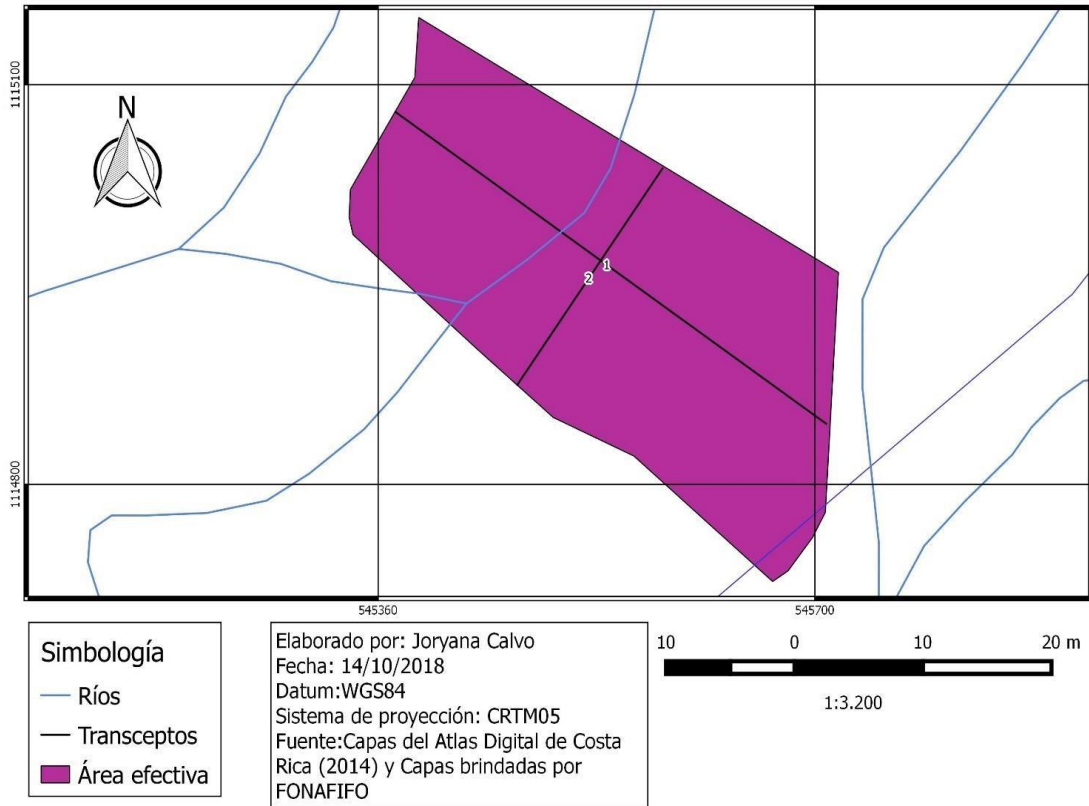 1115100
N
1
2
1114800
545360
545700
Simbología
Ríos
Transceptos
Área efectiva
Elaborado por: Joryana Calvo
Fecha: 14/10/2018
Datum:WGS84
Sistema de proyección: CRTM05
Fuente:Capas del Atlas Digital de Costa
Rica (2014) y Capas brindadas por
FONAFIFO
10 0 10 20 m
1:3.200